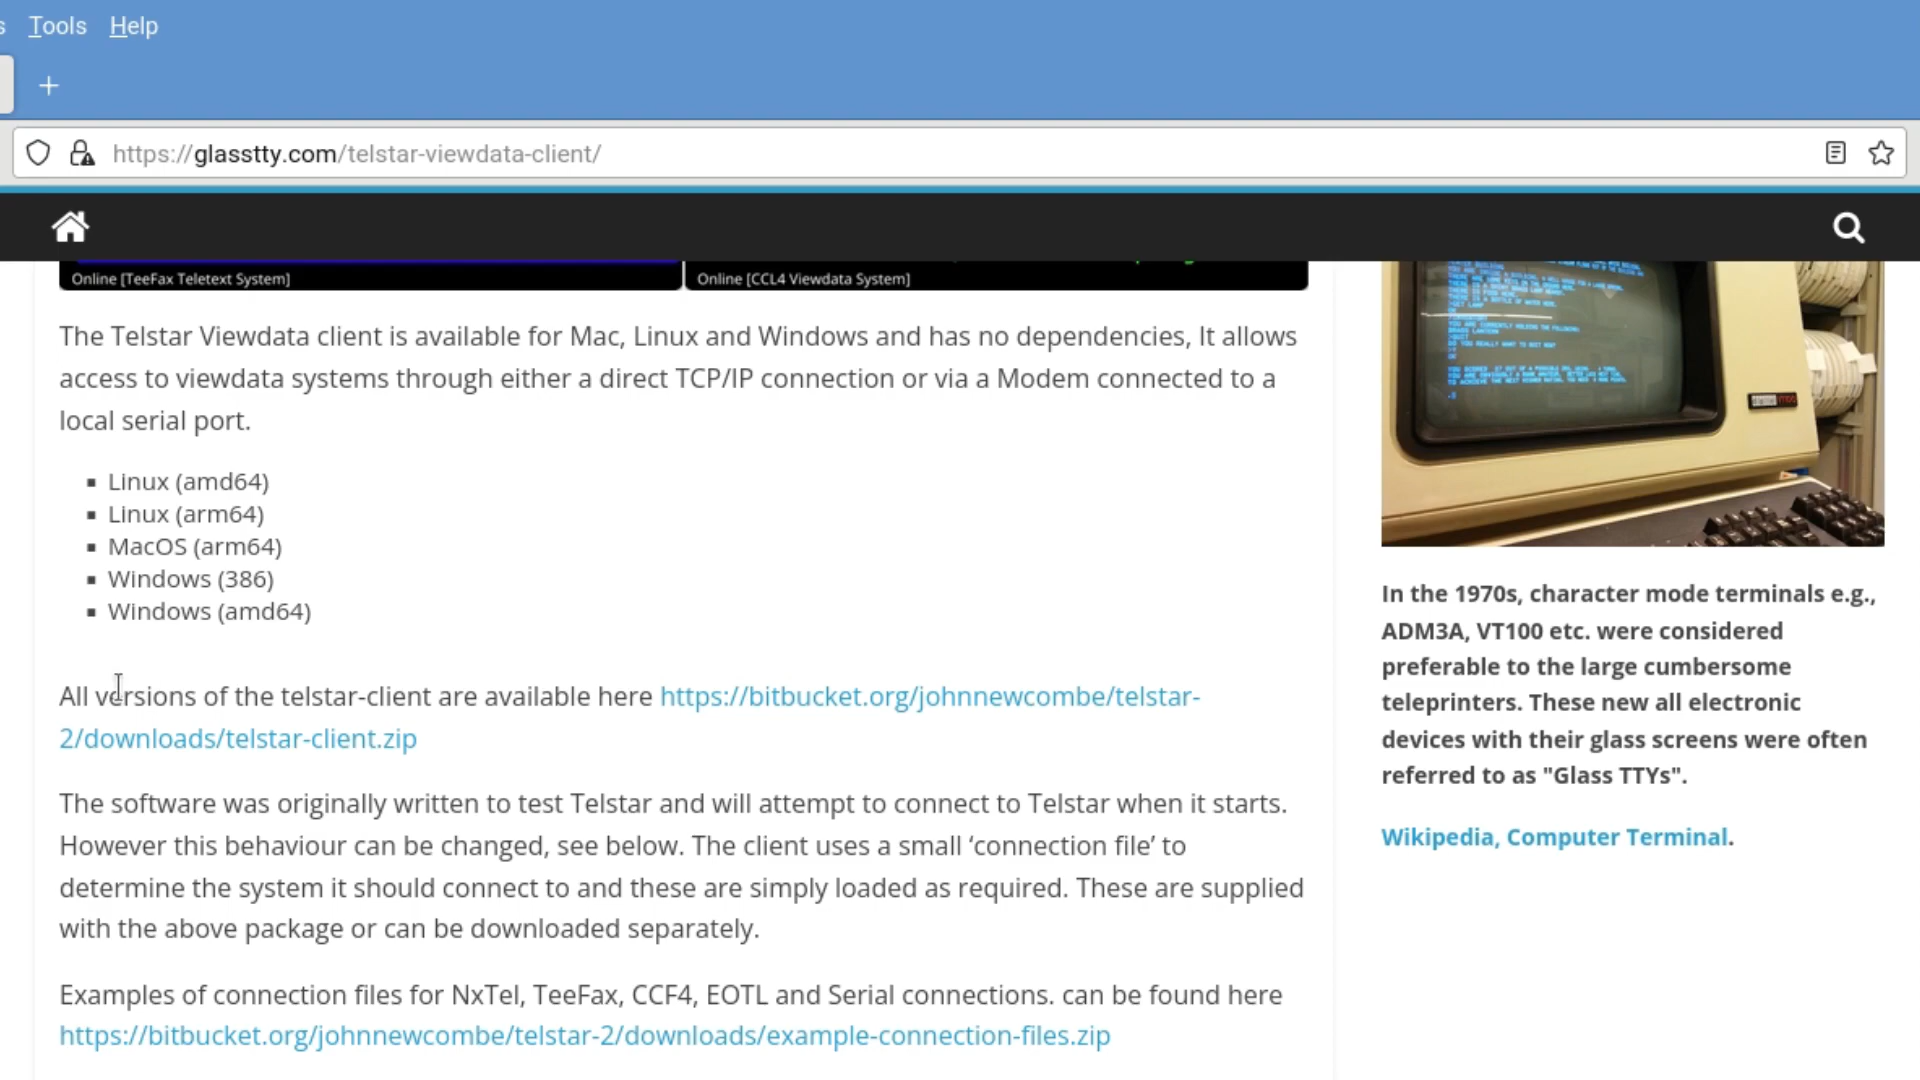 Tools Help
https://glasstty.com/telstar-viewdata-client/
Online [TeeFax Teletext System]
Online [CCL4 Viewdata System]
The Telstar Viewdata client is available for Mac, Linux and Windows and has no dependencies, It allows
access to viewdata systems through either a direct TCP/IP connection or via a Modem connected to a
local serial port.
Linux (amd64)
Linux (arm64)
MacOS (arm64)
Windows (386)
Windows (amd64)
All versions of the telstar-client are available here https://bitbucket.org/johnnewcombe/telstar-
2/downloads/telstar-client.zip
The software was originally written to test Telstar and will attempt to connect to Telstar when it starts.
However this behaviour can be changed, see below. The client uses a small ‘connection file’ to
determine the system it should connect to and these are simply loaded as required. These are supplied
with the above package or can be downloaded separately.
Examples of connection files for NxTel, TeeFax, CCF4, EOTL and Serial connections. can be found here
https://bitbucket.org/johnnewcombe/telstar-2/downloads/example-connection-files.zip
In the 1970s, character mode terminals e.g.,
ADM3A, VT100 etc. were considered
preferable to the large cumbersome
teleprinters. These new all electronic
devices with their glass screens were often
referred to as "Glass TTYs".
Wikipedia, Computer Terminal.